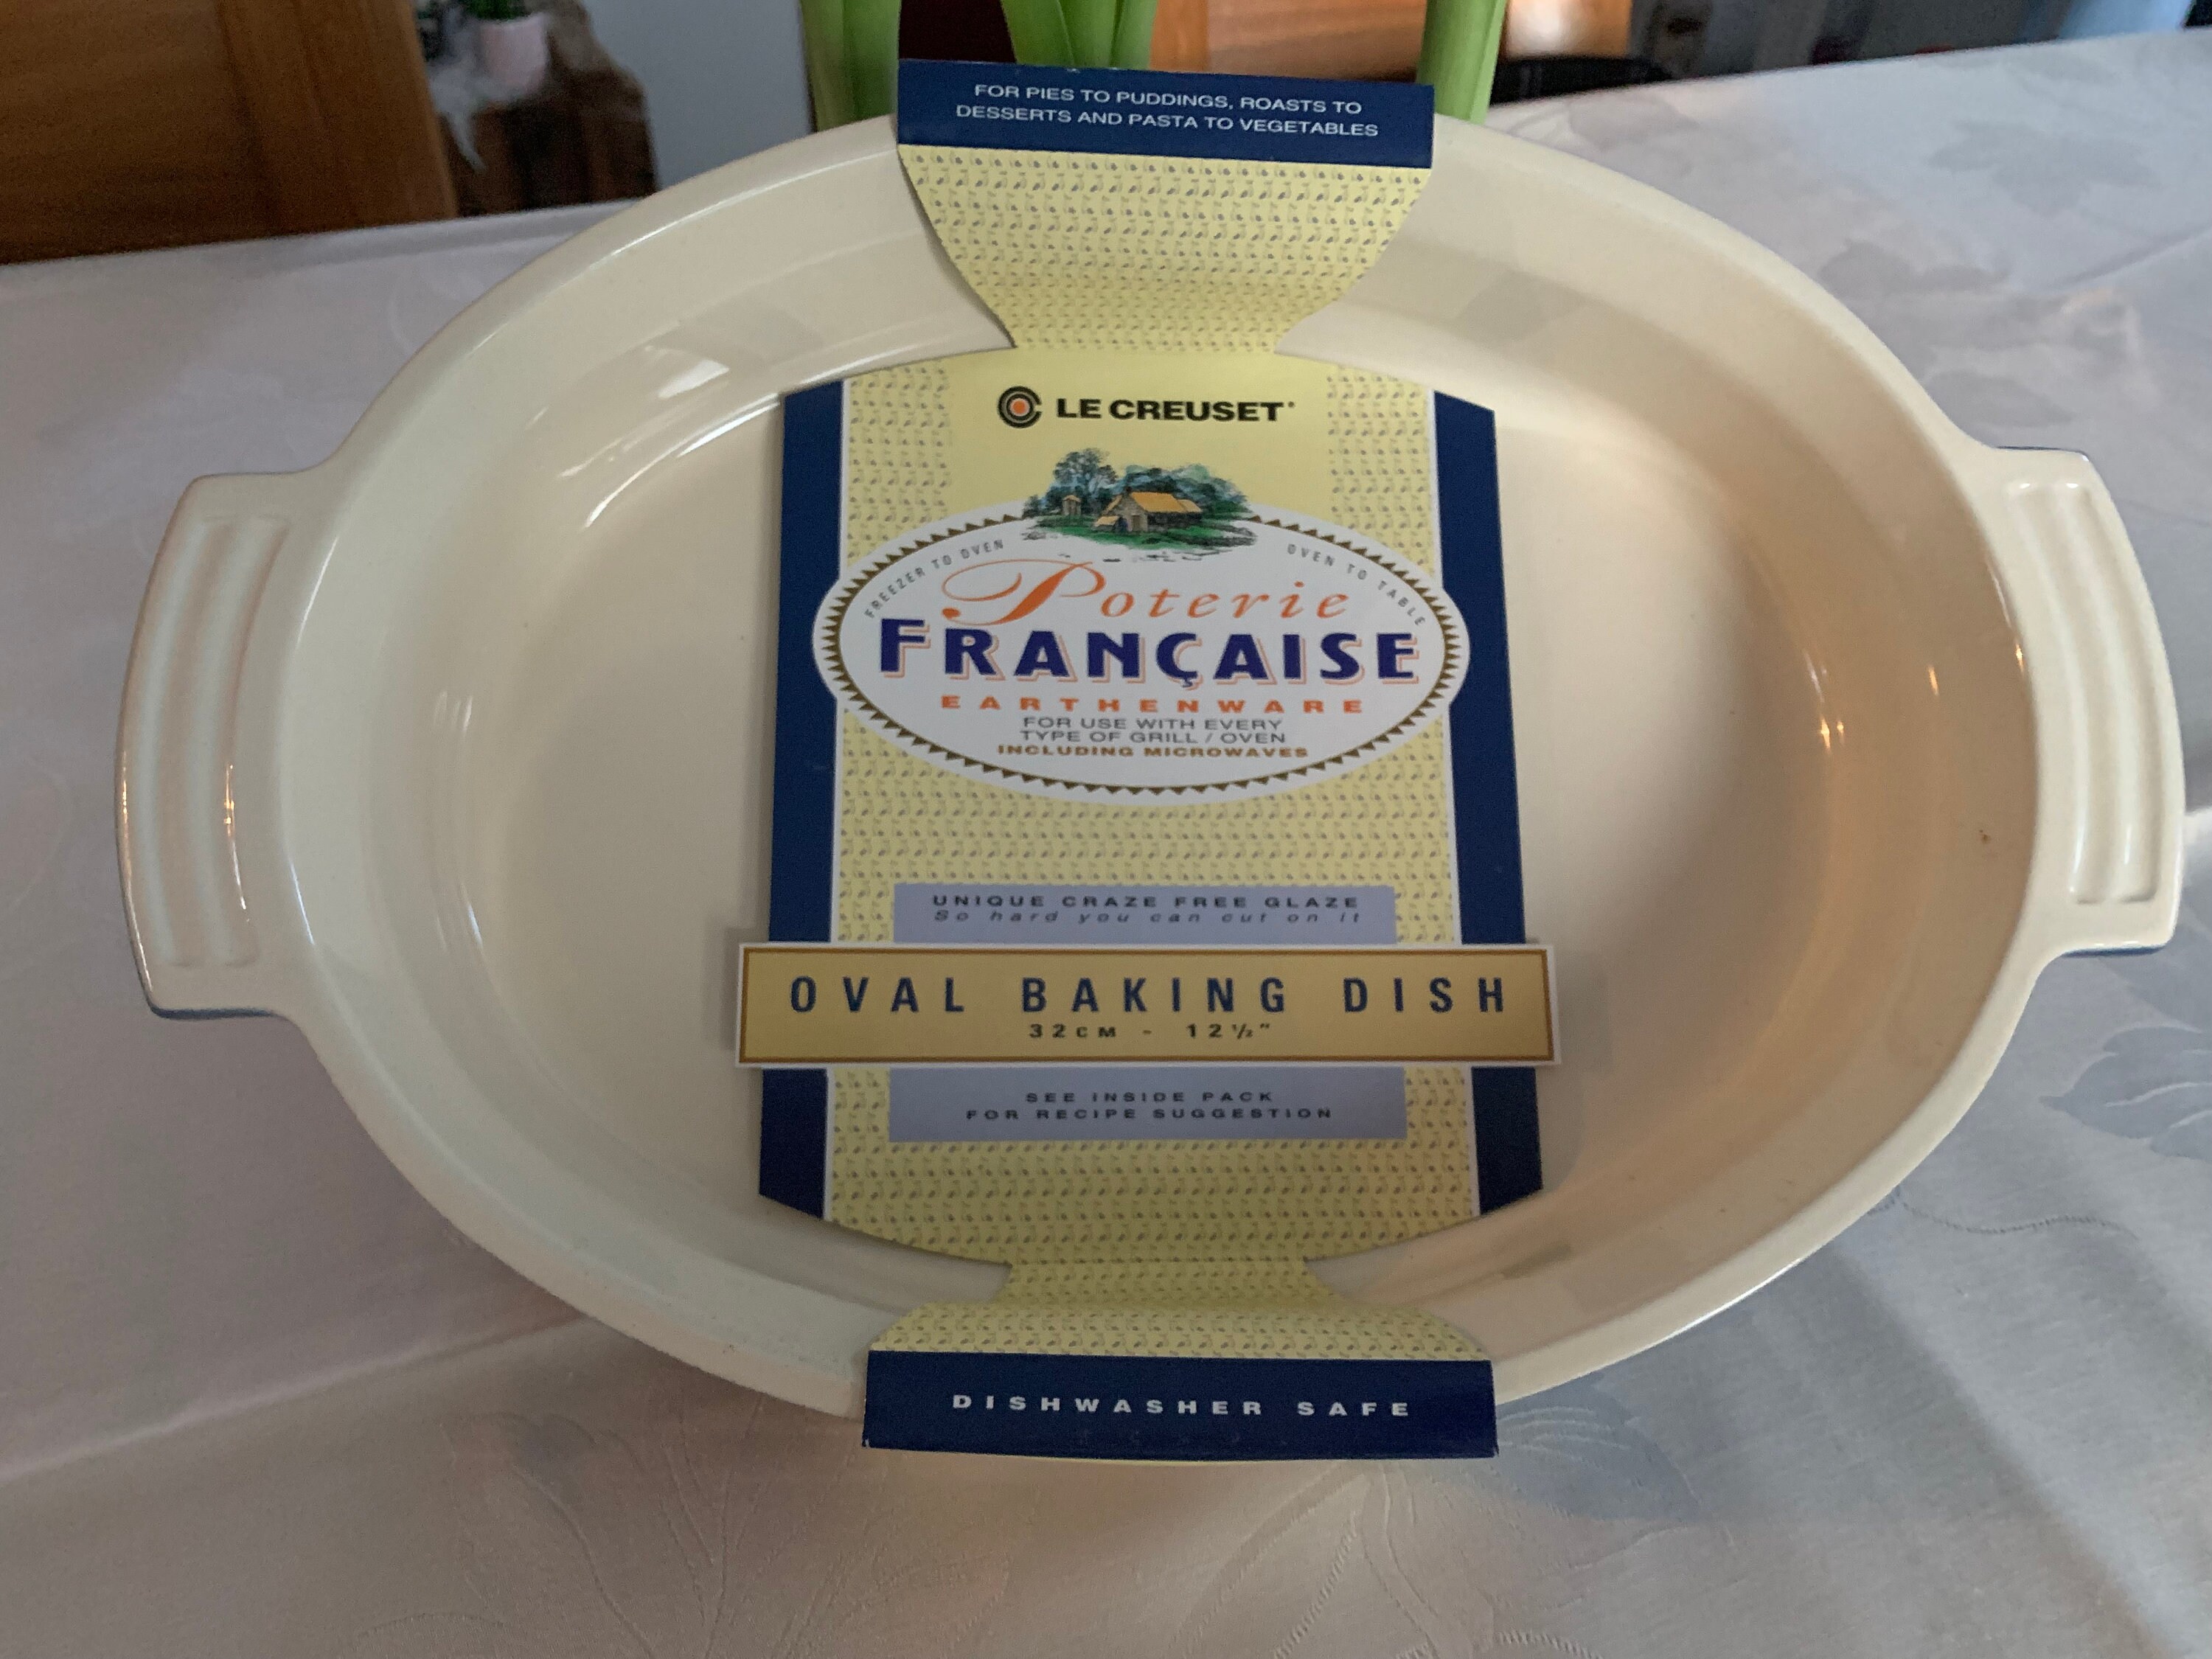 FOR PIES TO PUDDINGS, ROASTS TO
DESSERTS AND PASTA TO VEGETABLES
LE CREUSET®
FREEZER TO OVEN
OVEN TO TABLE
Poterie
FRANÇAISE
EARTHENWARE
FOR USE WITH EVERY
TYPE OF GRILL / OVEN
INCLUDING MICROWAVES
UNIQUE CRAZE FREE GLAZE
So hard you can cut on it
OVAL BAKING DISH
32CM - 12½"
SEE INSIDE PACK
FOR RECIPE SUGGESTION
DISHWASHER SAFE